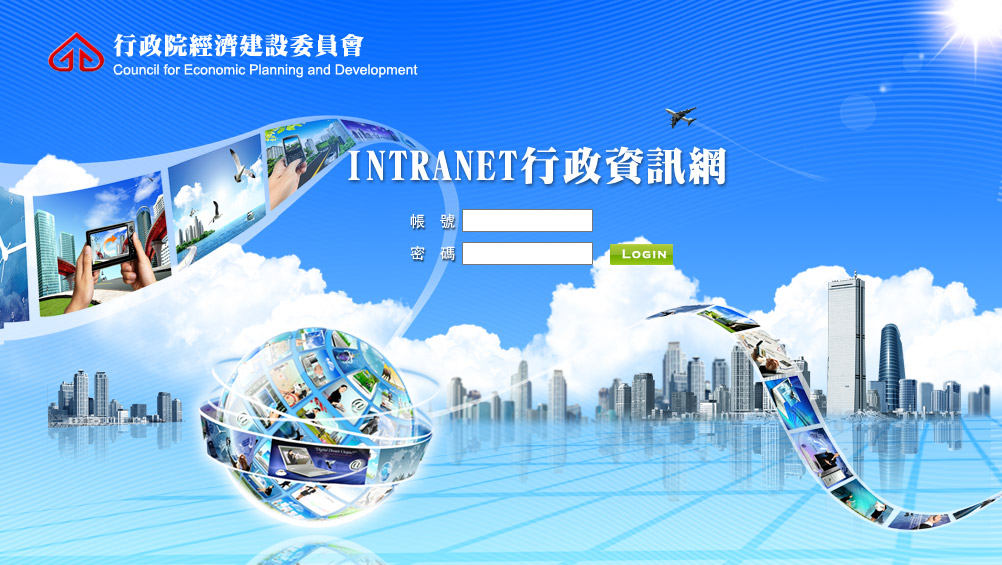 行政院經濟建設委員會
Council for Economic Planning and Development
INTRANET行政資訊網
帳 號
密 碼
LOGIN